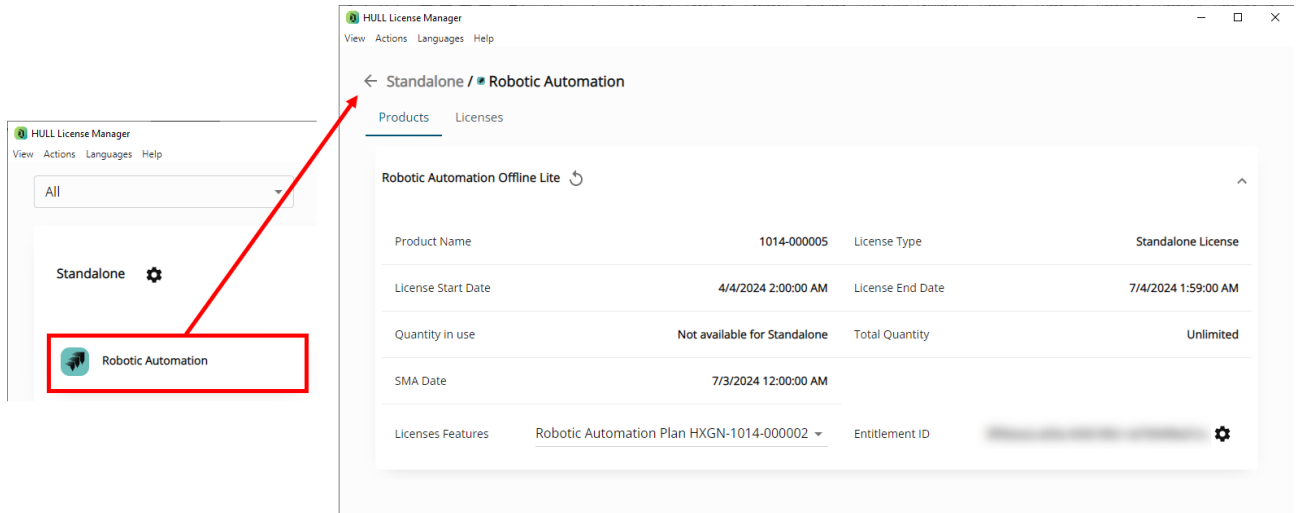 HULL License Manager
View Actions Languages Help
All
Standalone
Robotic Automation
HULL License Manager
View Actions Languages Help
Standalone / Robotic Automation
Products Licenses
Robotic Automation Offline Lite
Product Name 1014-000005 License Type Standalone License
License Start Date 4/4/2024 2:00:00 AM License End Date 7/4/2024 1:59:00 AM
Quantity in use Not available for Standalone Total Quantity Unlimited
SMA Date 7/3/2024 12:00:00 AM
Licenses Features Robotic Automation Plan HXGN-1014-000002 Entitlement ID